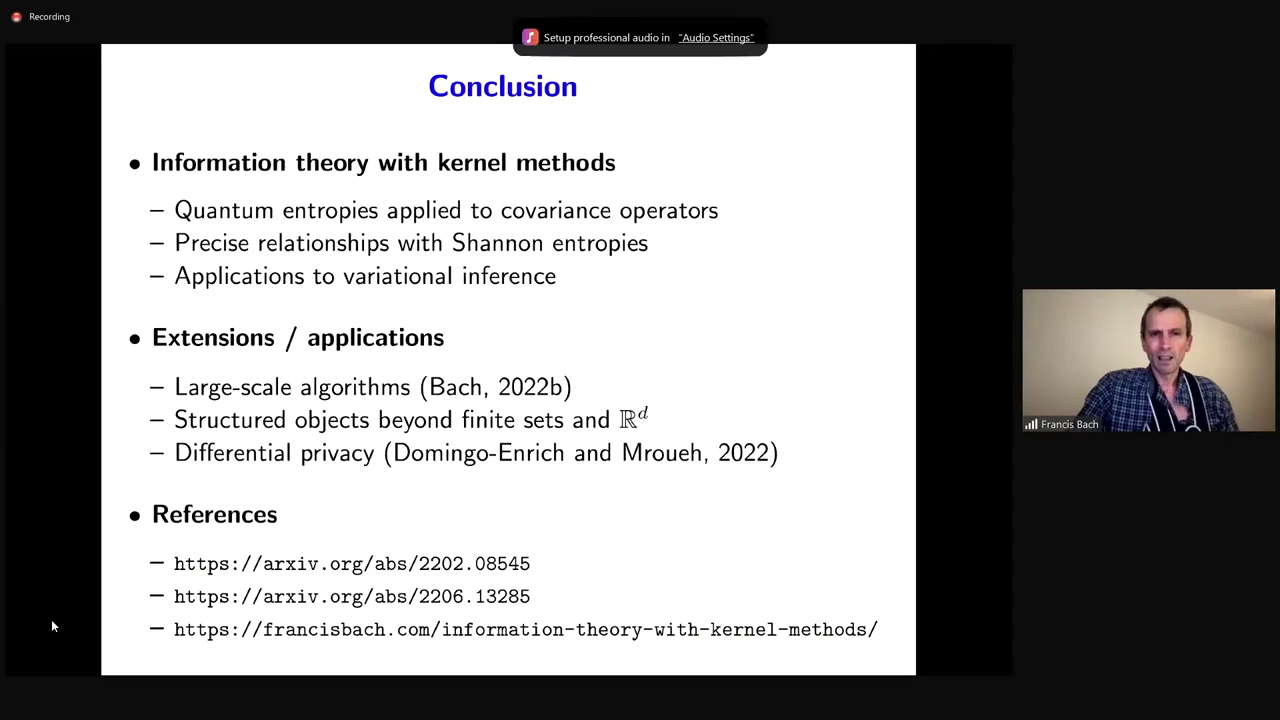 Recording
Setup professional audio in "Audio Settings"
Conclusion
• Information theory with kernel methods
– Quantum entropies applied to covariance operators
– Precise relationships with Shannon entropies
– Applications to variational inference
• Extensions / applications
– Large-scale algorithms (Bach, 2022b)
– Structured objects beyond finite sets and ℝᵈ
– Differential privacy (Domingo-Enrich and Mroueh, 2022)
• References
– https://arxiv.org/abs/2202.08545
– https://arxiv.org/abs/2206.13285
– https://francisbach.com/information-theory-with-kernel-methods/
Francis Bach